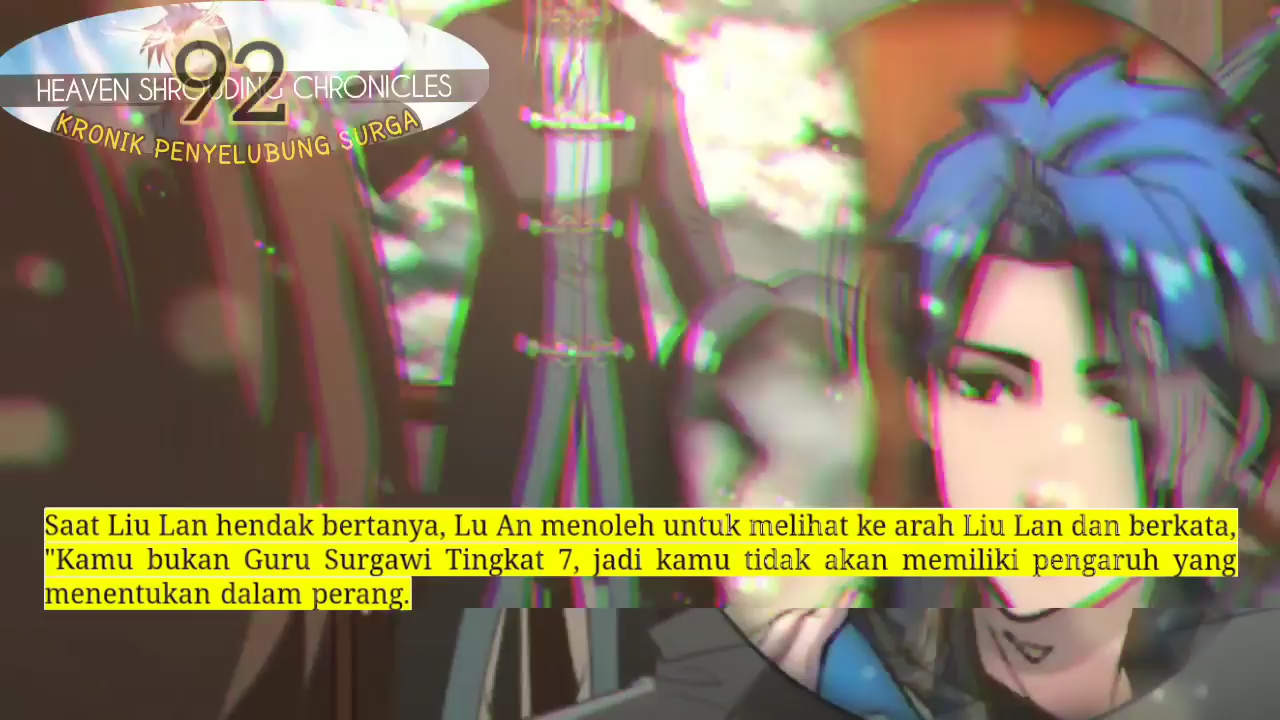 92
HEAVEN SHROUDING CHRONICLES
KRONIK PENYELUBUNG SURGA
Saat Liu Lan hendak bertanya, Lu An menoleh untuk melihat ke arah Liu Lan dan berkata,
"Kamu bukan Guru Surgawi Tingkat 7, jadi kamu tidak akan memiliki pengaruh yang
menentukan dalam perang.